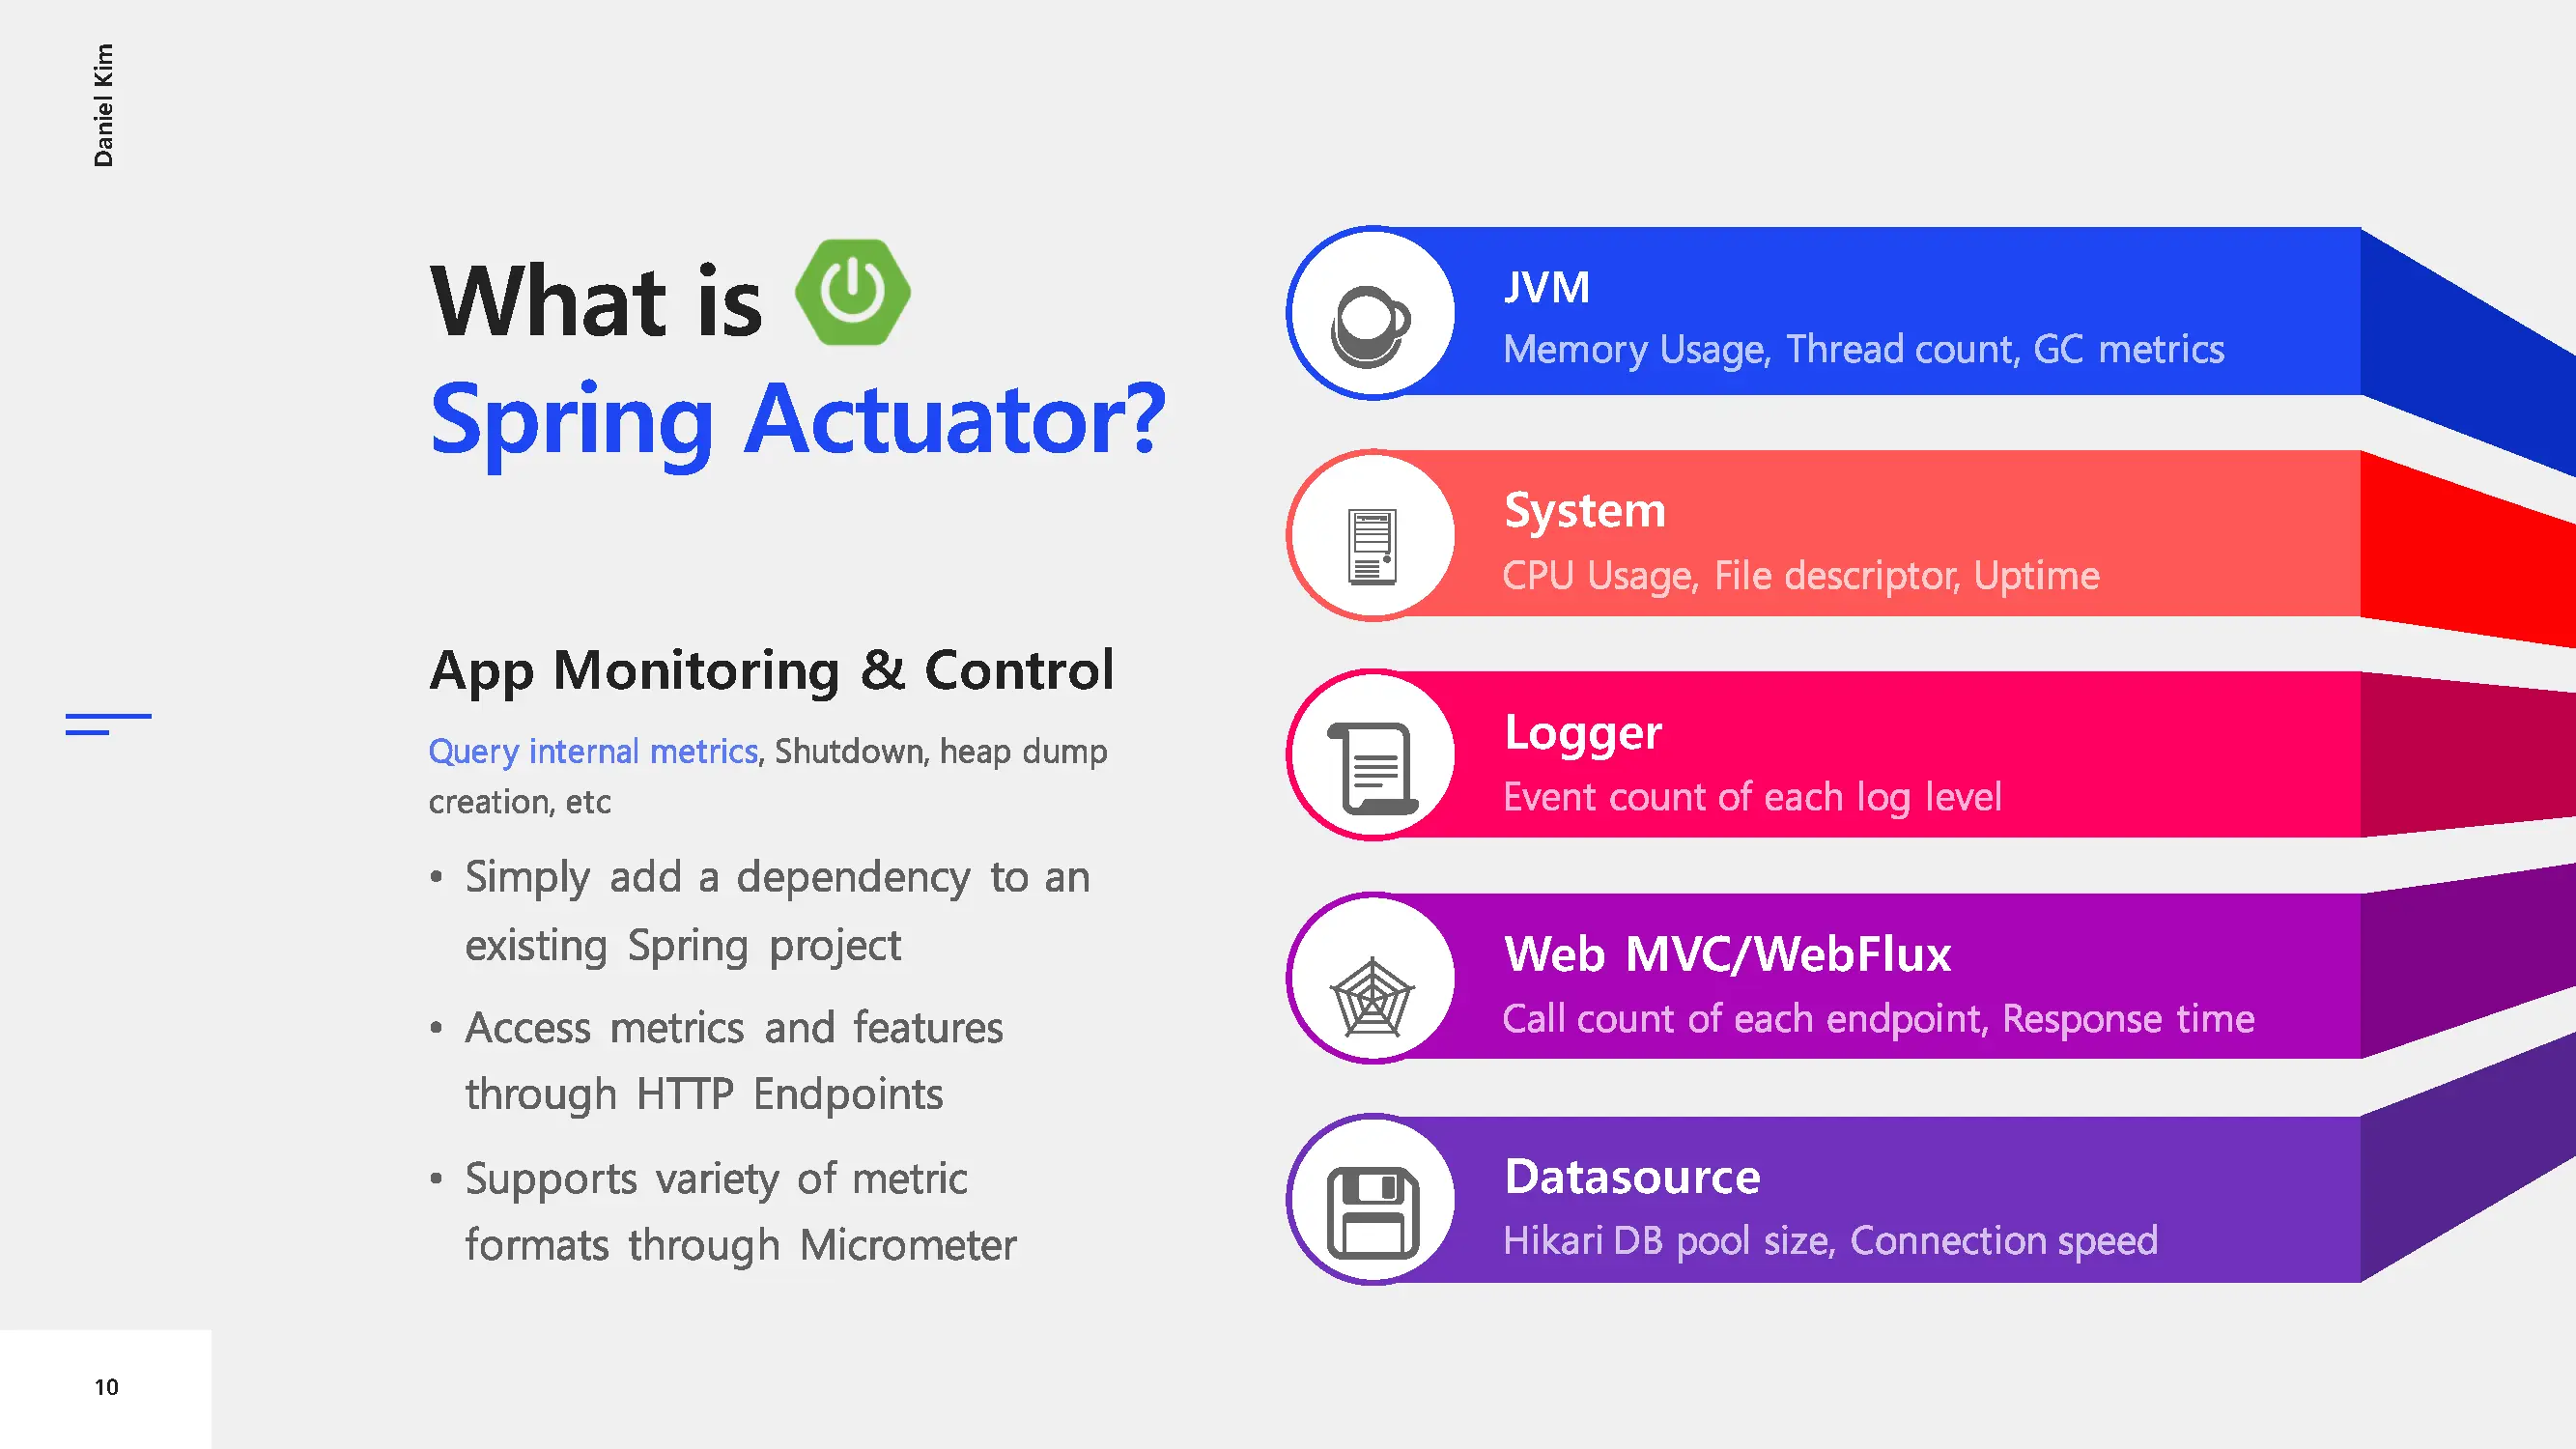 Daniel Kim
What is
Spring Actuator?
App Monitoring & Control
Query internal metrics, Shutdown, heap dump
creation, etc
• Simply add a dependency to an
existing Spring project
• Access metrics and features
through HTTP Endpoints
• Supports variety of metric
formats through Micrometer
JVM
Memory Usage, Thread count, GC metrics
System
CPU Usage, File descriptor, Uptime
Logger
Event count of each log level
Web MVC/WebFlux
Call count of each endpoint, Response time
Datasource
Hikari DB pool size, Connection speed
10